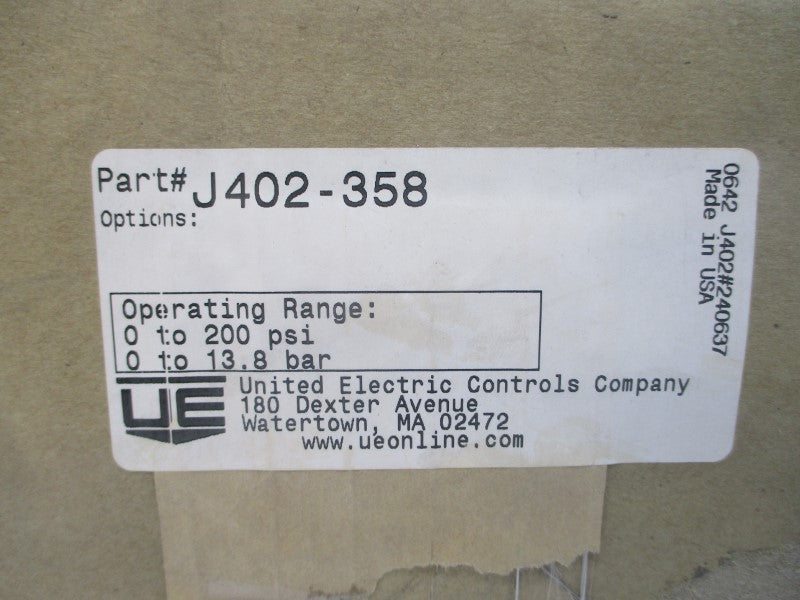 Part# J402-358
Options:
Operating Range:
0 to 200 psi
0 to 13.8 bar
UE
United Electric Controls Company
180 Dexter Avenue
Watertown, MA 02472
www.ueonline.com
0642 J402#240637
Made in USA